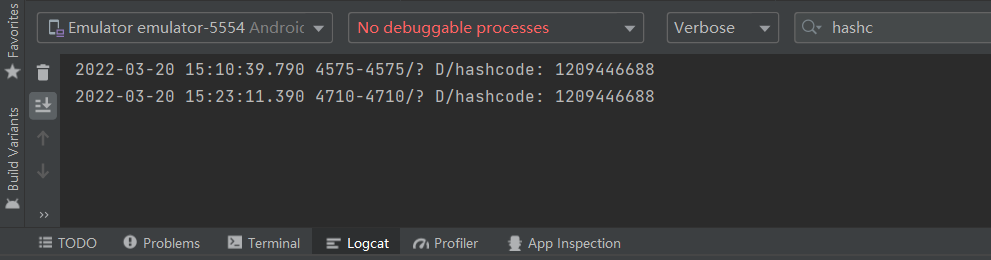 Favorites
Build Variants
Emulator emulator-5554 Android
No debuggable processes
Verbose
hashc
2022-03-20 15:10:39.790 4575-4575/? D/hashcode: 1209446688
2022-03-20 15:23:11.390 4710-4710/? D/hashcode: 1209446688
»
TODO
Problems
Terminal
Logcat
Profiler
App Inspection